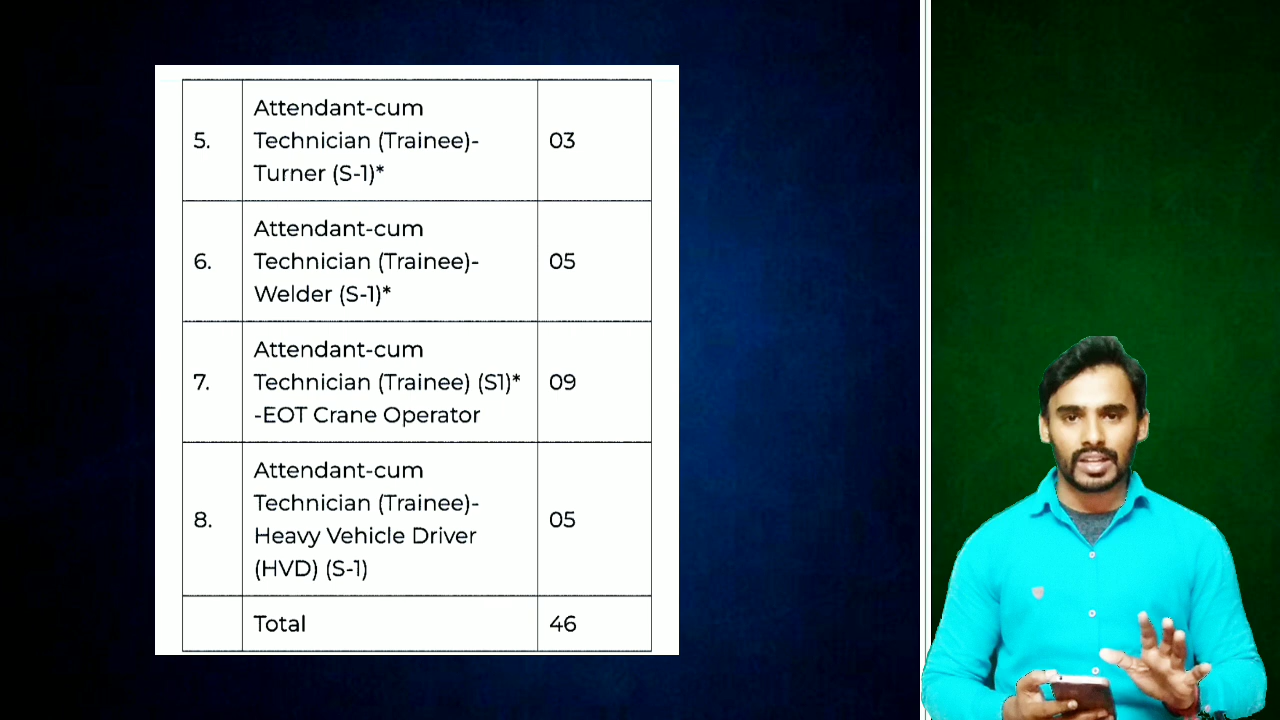 5.
Attendant-cum
Technician (Trainee)-
Turner (S-1)*
03
6.
Attendant-cum
Technician (Trainee)-
Welder (S-1)*
05
7.
Attendant-cum
Technician (Trainee) (S1)*
-EOT Crane Operator
09
8.
Attendant-cum
Technician (Trainee)-
Heavy Vehicle Driver
(HVD) (S-1)
05
Total
46